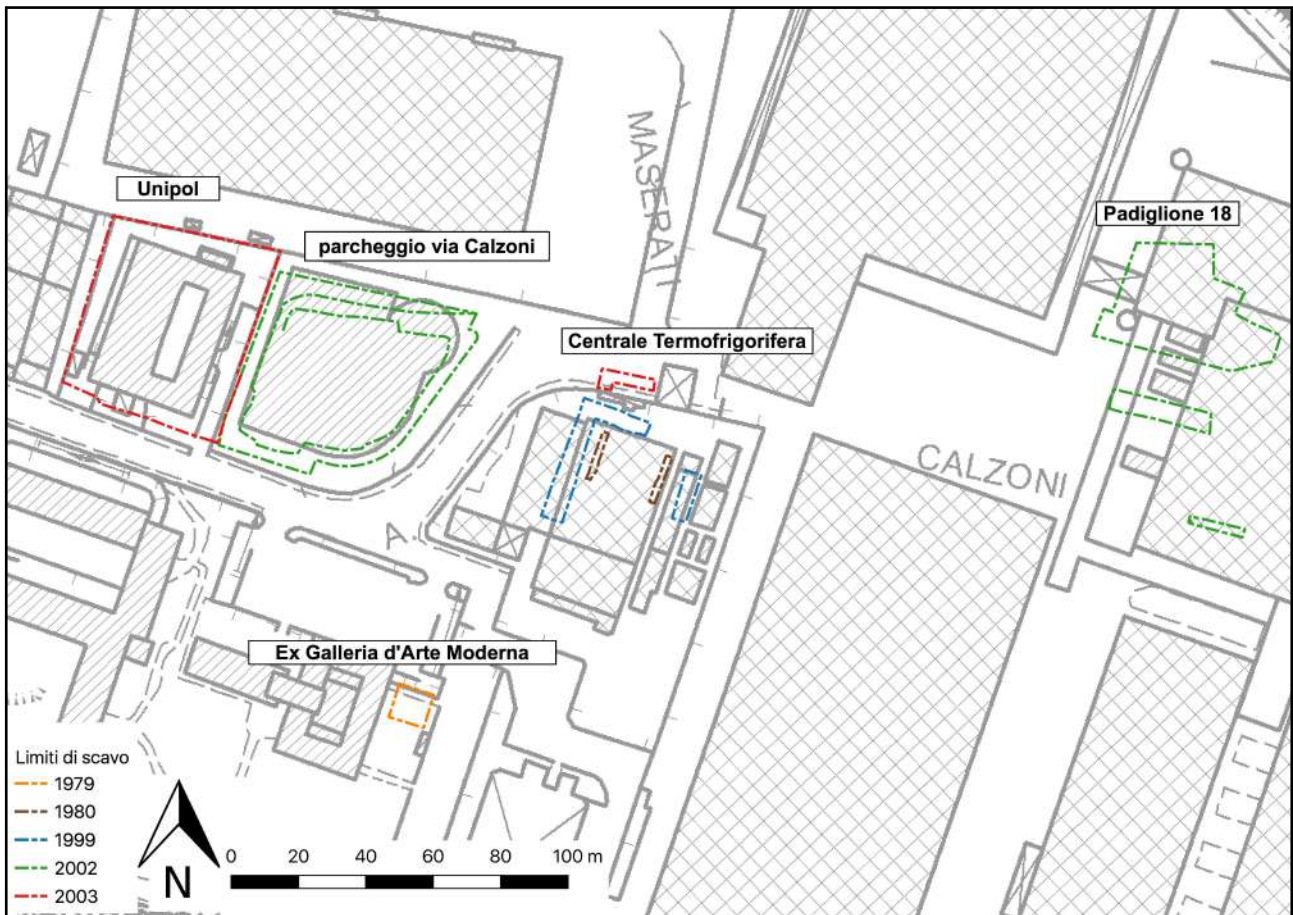 MASERATI
Unipol
Padiglione 18
parcheggio via Calzoni
Centrale Termofrigorifera
CALZONI
A.
Ex Galleria d'Arte Moderna
Limiti di scavo
1979
1980
1999
2002
2003
N
0 20 40 60 80 100 m